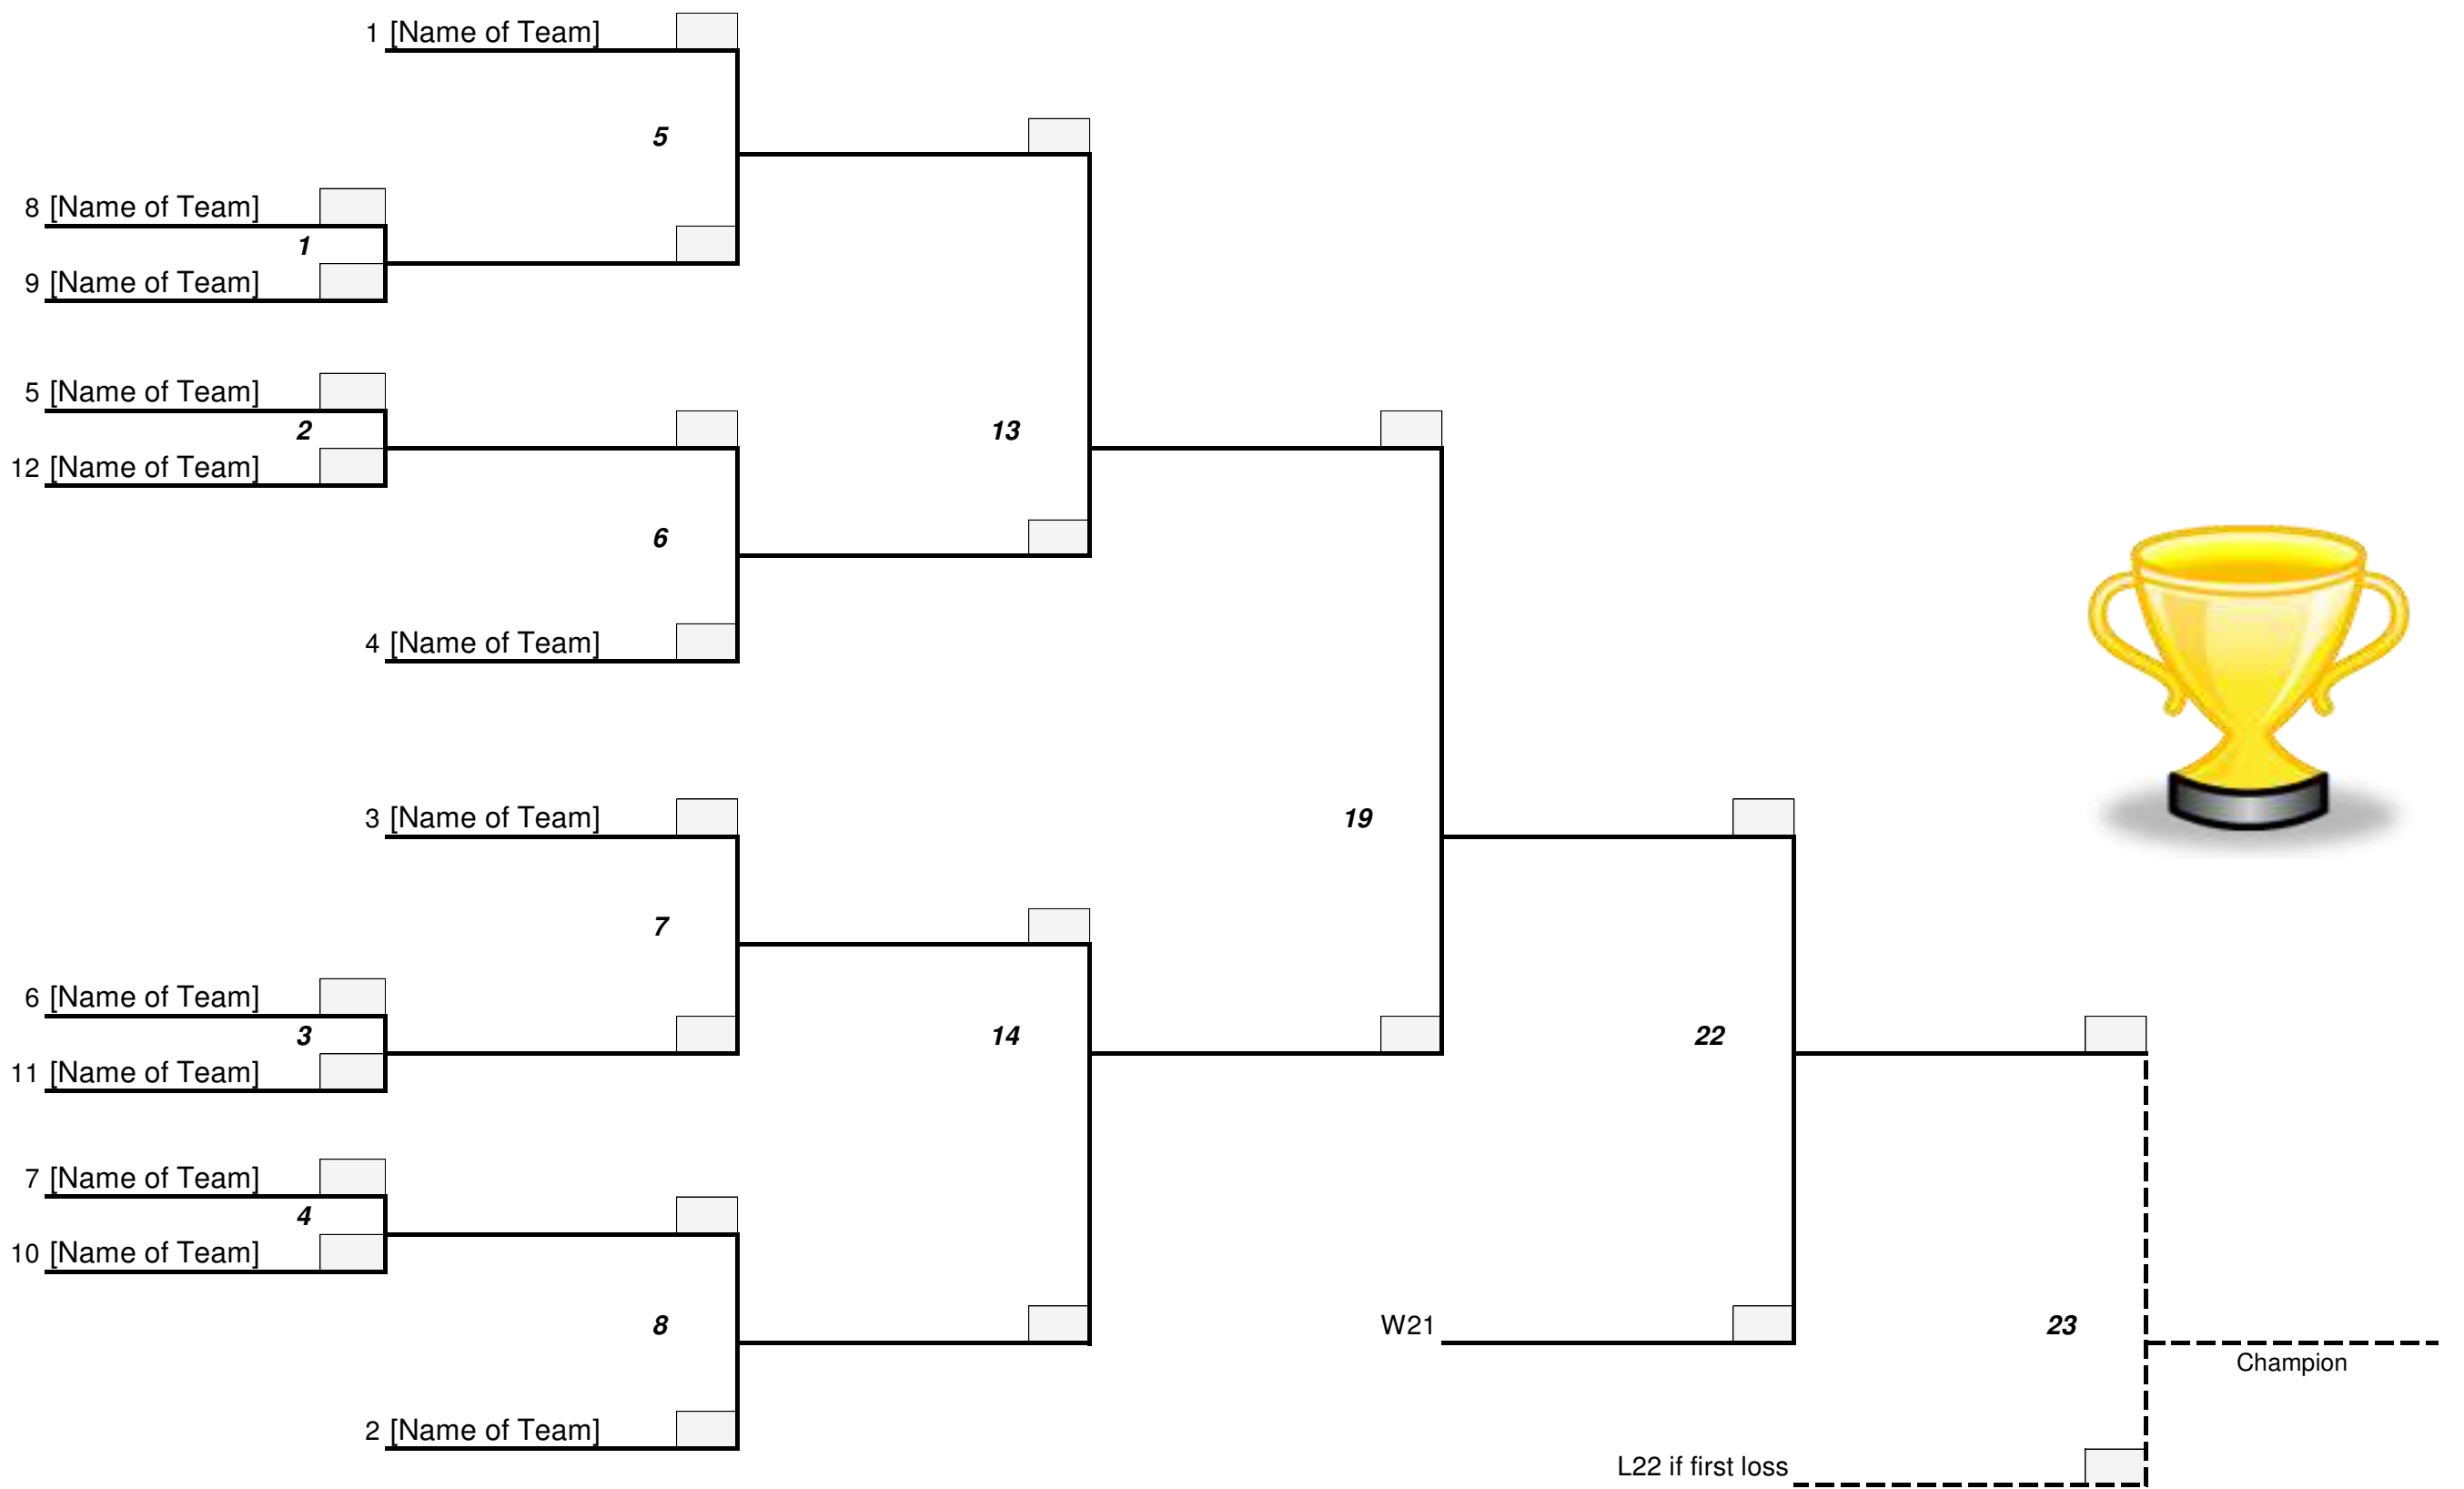 1 [Name of Team]
5
8 [Name of Team]
1
9 [Name of Team]
5 [Name of Team]
2
13
12 [Name of Team]
6
4 [Name of Team]
3 [Name of Team]
19
7
6 [Name of Team]
3
14
22
11 [Name of Team]
7 [Name of Team]
4
10 [Name of Team]
8
W21
23
Champion
2 [Name of Team]
L22 if first loss